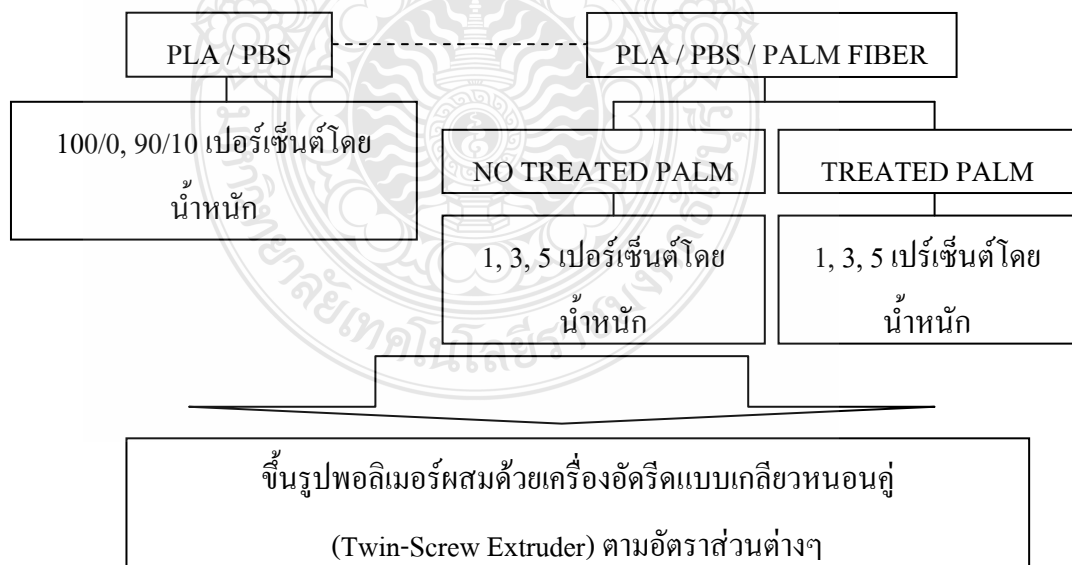 PLA / PBS
PLA / PBS / PALM FIBER
100/0, 90/10 เปอร์เซ็นต์โดย
น้ำหนัก
NO TREATED PALM
TREATED PALM
1, 3, 5 เปอร์เซ็นต์โดย
น้ำหนัก
1, 3, 5 เปร์เซ็นต์โดย
น้ำหนัก
ขึ้นรูปพอลิเมอร์ผสมด้วยเครื่องอัดรีดแบบเกลียวหนอนคู่
(Twin-Screw Extruder) ตามอัตราส่วนต่างๆ